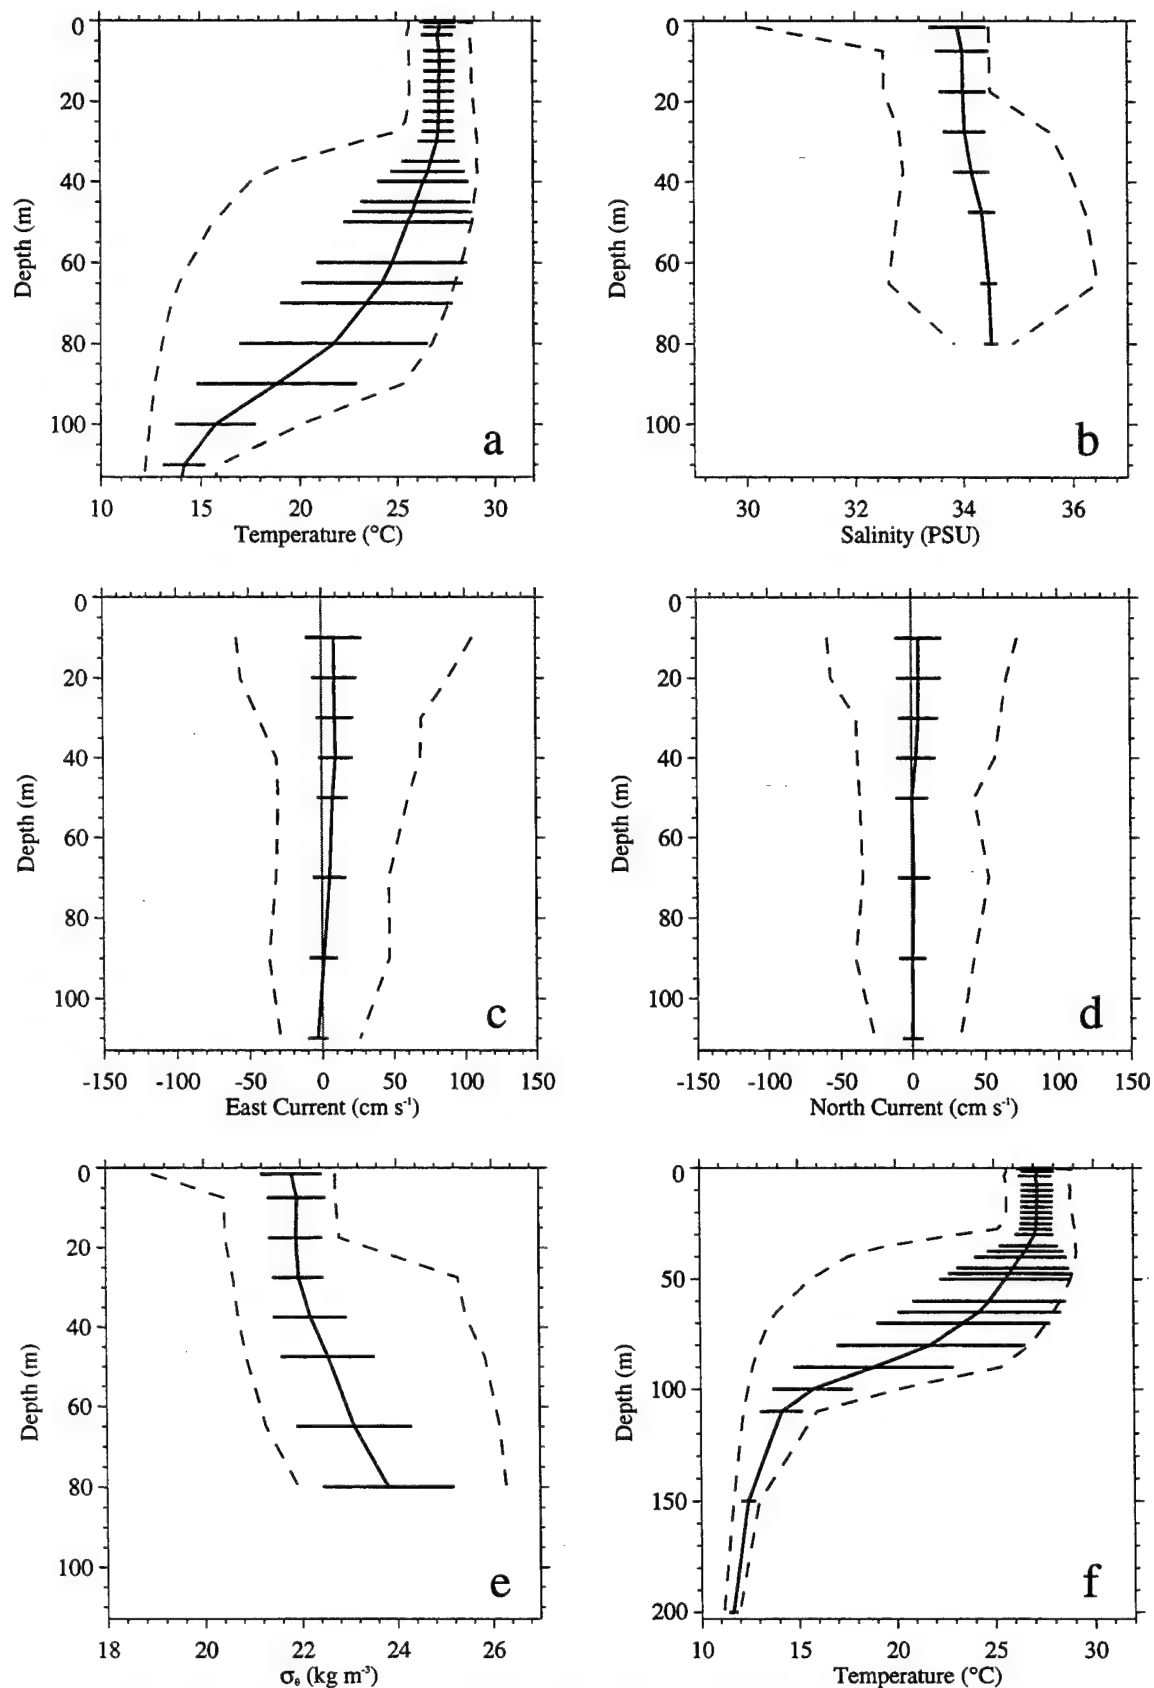 0
20
40
60
80
100
Depth (m)
a
10 15 20 25 30
Temperature (°C)
0
20
40
60
80
100
Depth (m)
b
30 32 34 36
Salinity (PSU)
0
20
40
60
80
100
Depth (m)
c
-150 -100 -50 0 50 100 150
East Current (cm s⁻¹)
0
20
40
60
80
100
Depth (m)
d
-150 -100 -50 0 50 100 150
North Current (cm s⁻¹)
0
20
40
60
80
100
Depth (m)
e
18 20 22 24 26
σθ (kg m⁻³)
0
50
100
150
200
Depth (m)
f
10 15 20 25 30
Temperature (°C)